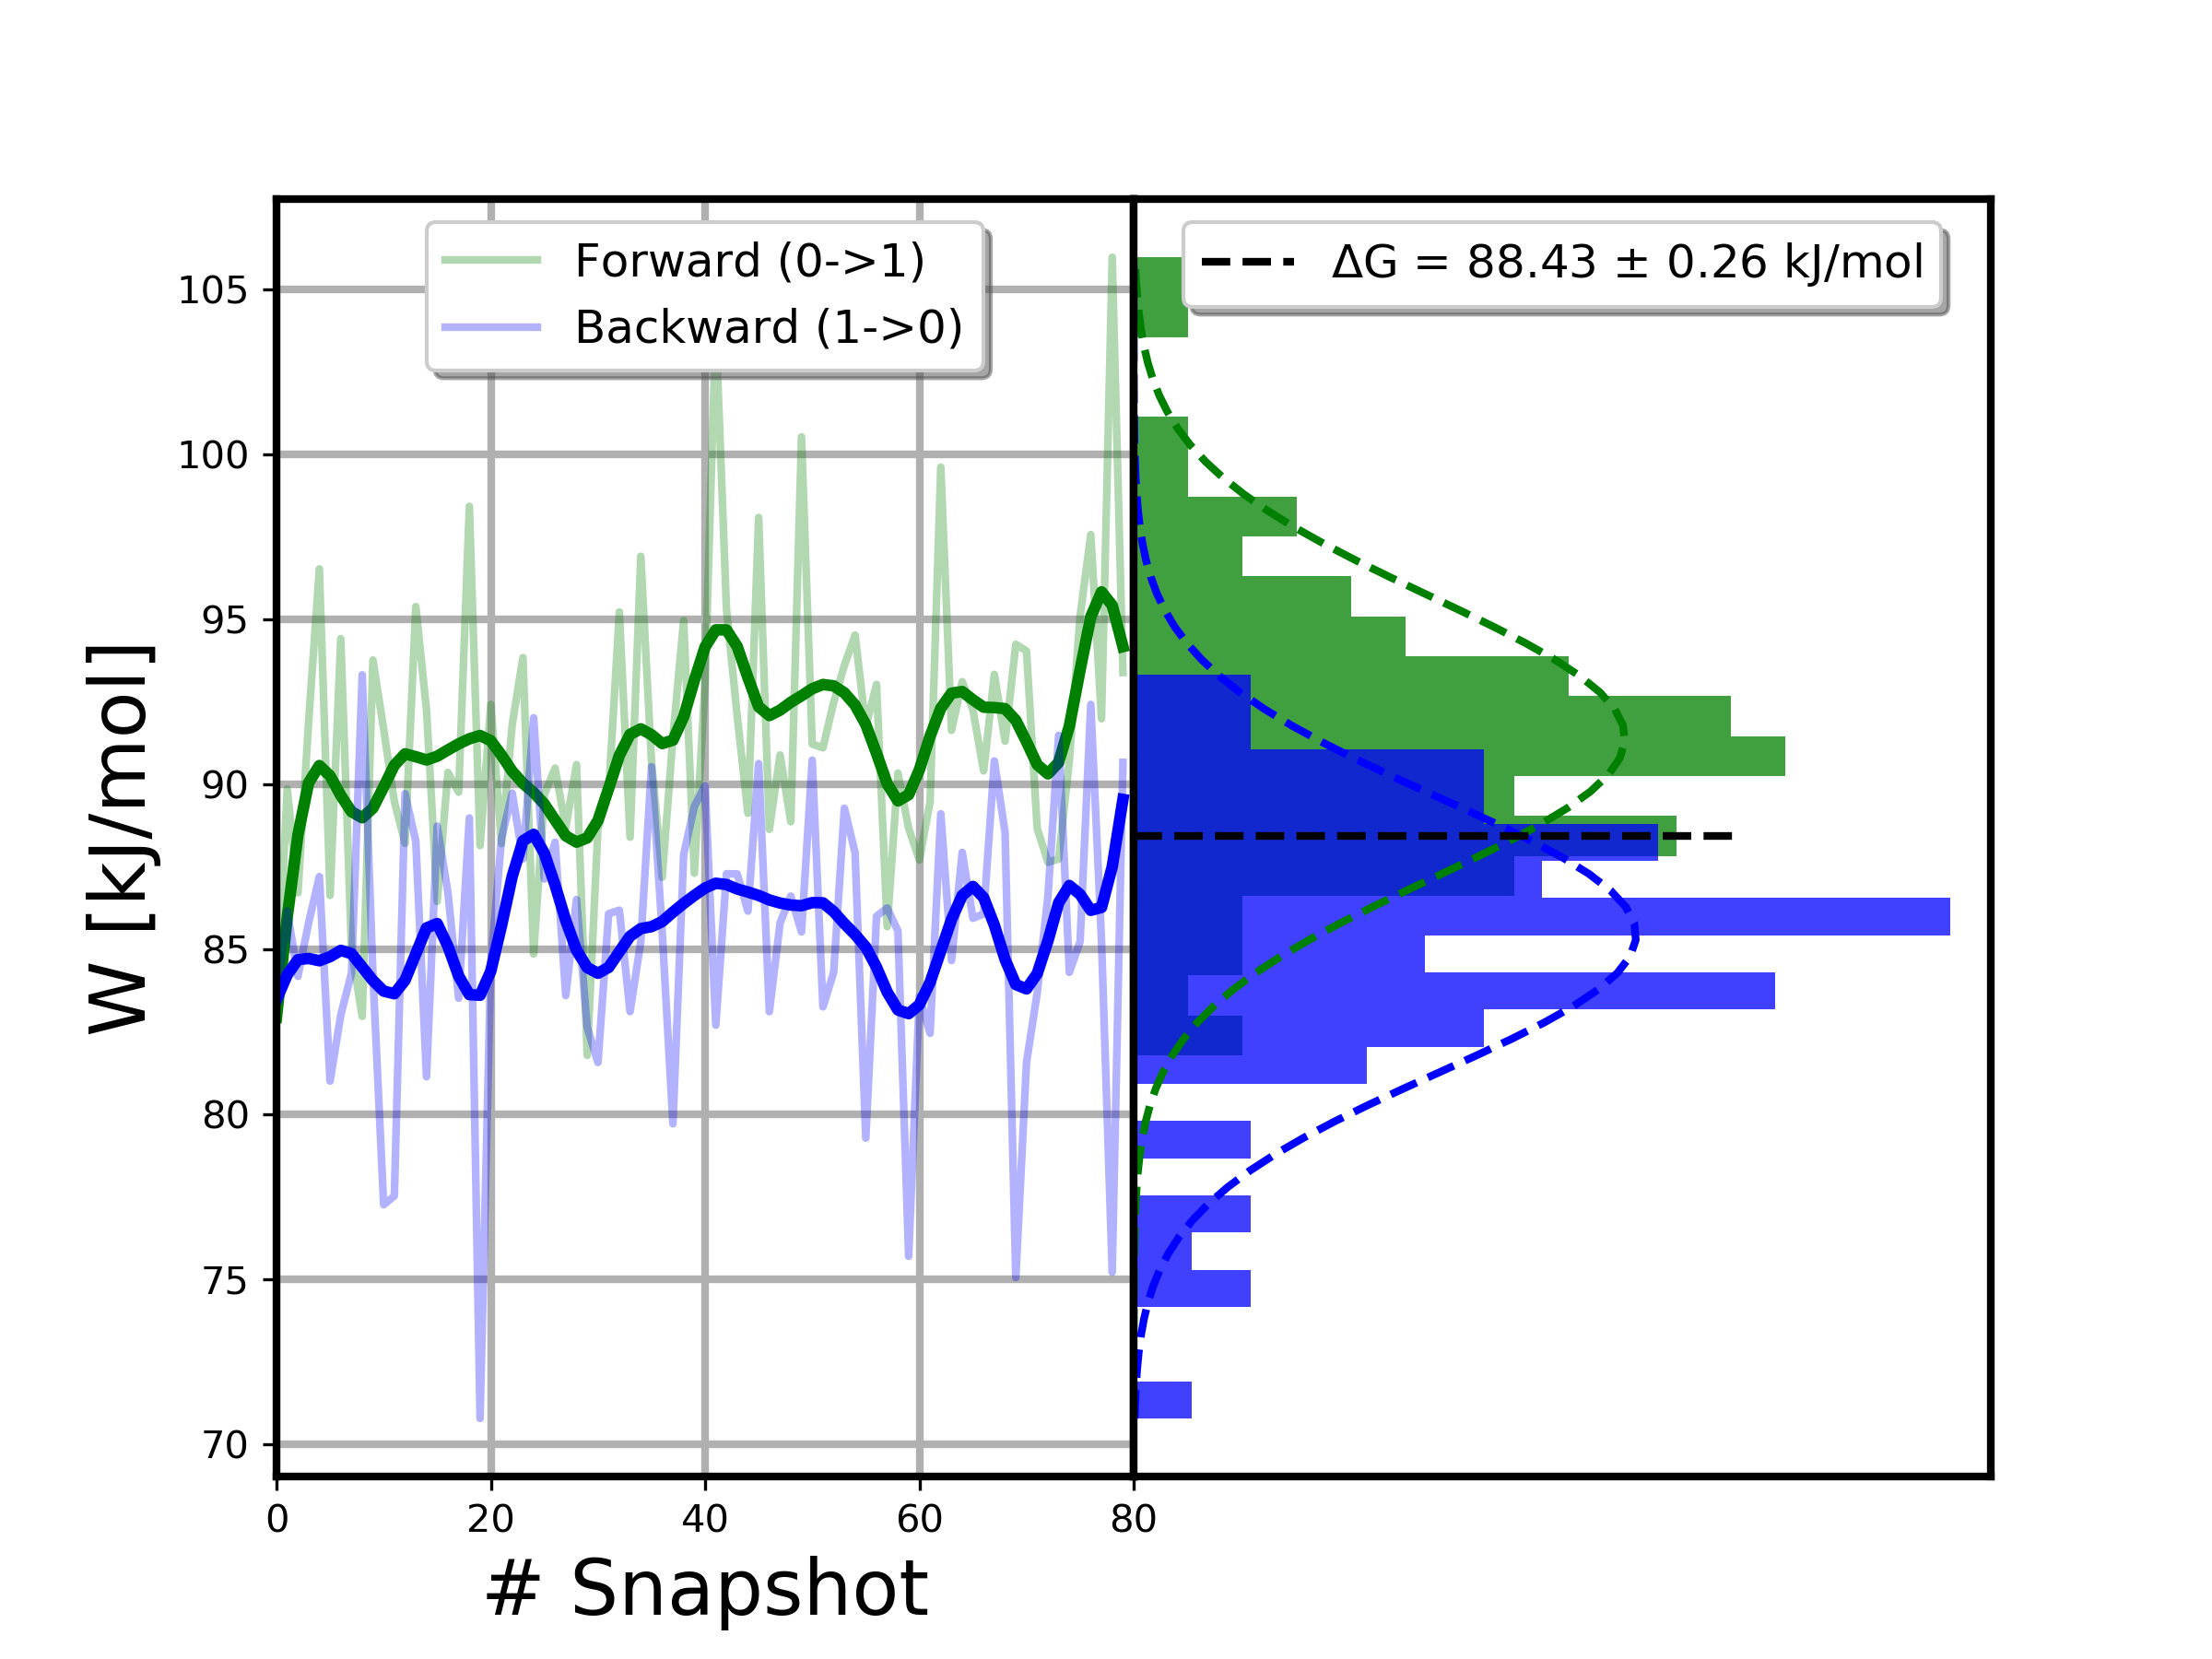 Forward (0->1)
Backward (1->0)
ΔG = 88.43 ± 0.26 kJ/mol
105
100
95
90
85
80
75
70
W [kJ/mol]
0 20 40 60 80
# Snapshot